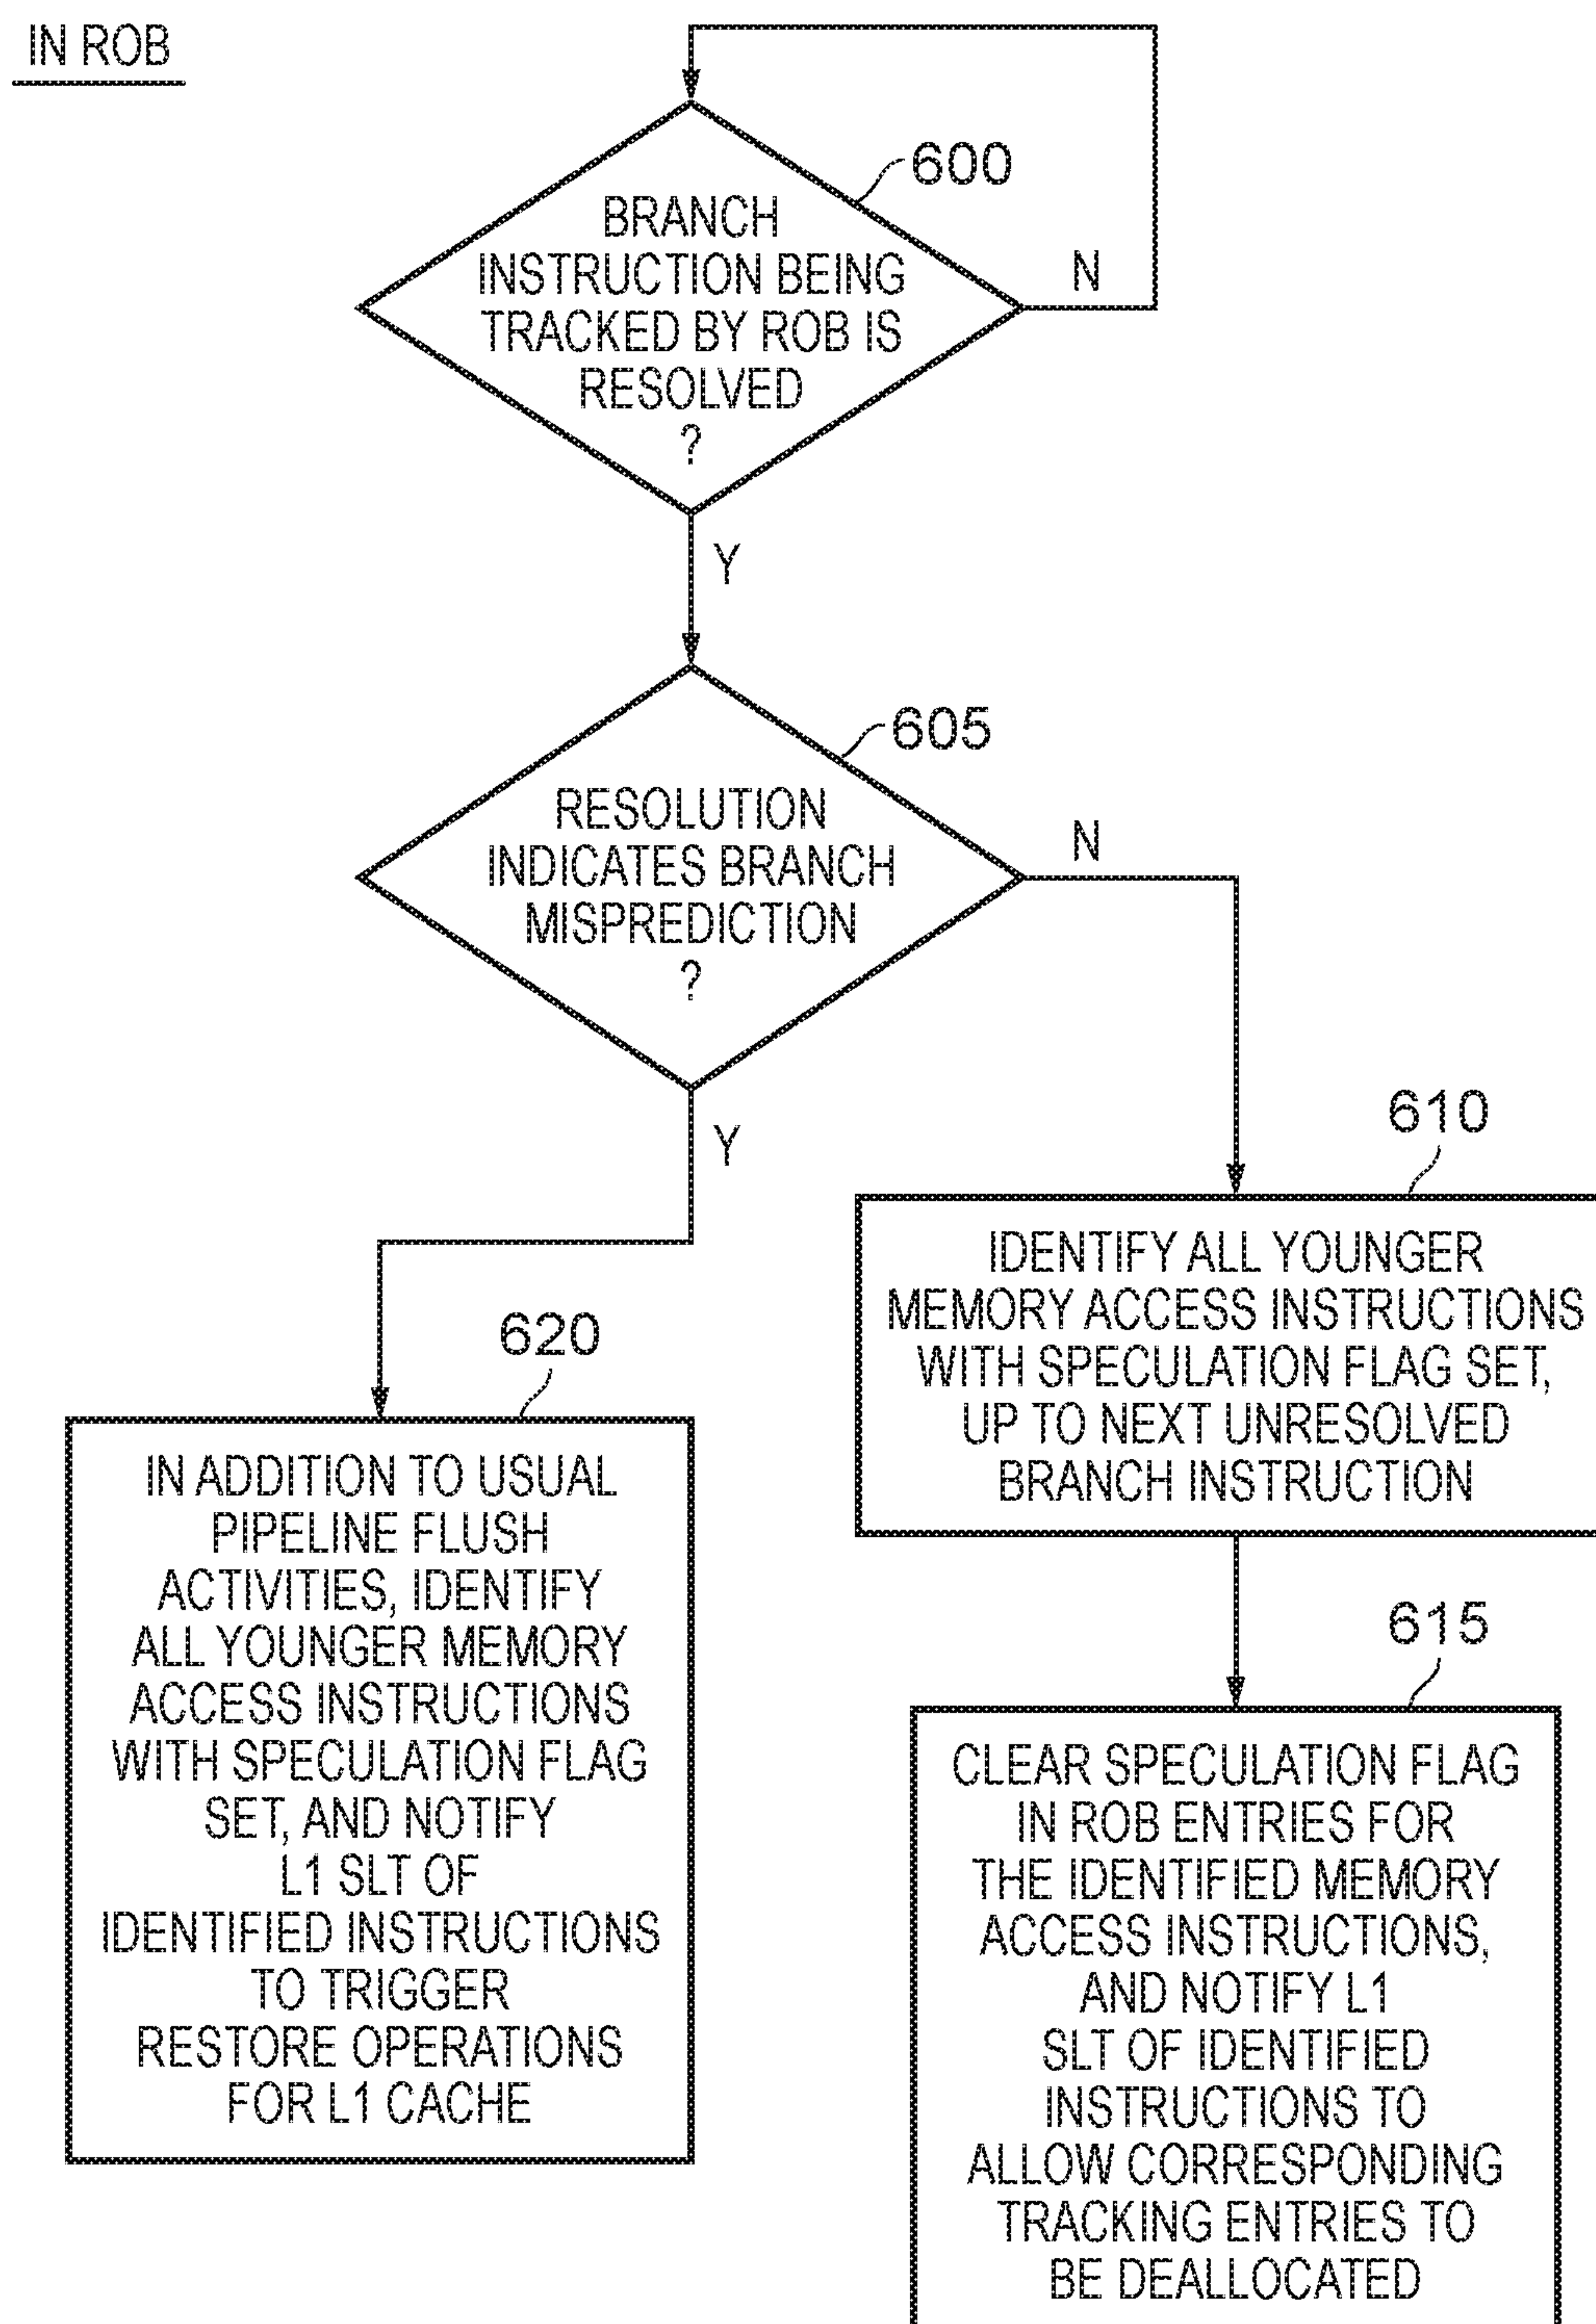 IN ROB
600
BRANCH
INSTRUCTION BEING
TRACKED BY ROB IS
RESOLVED
?
N
Y
605
RESOLUTION
INDICATES BRANCH
MISPREDICTION
?
N
Y
610
IDENTIFY ALL YOUNGER
MEMORY ACCESS INSTRUCTIONS
WITH SPECULATION FLAG SET,
UP TO NEXT UNRESOLVED
BRANCH INSTRUCTION
620
IN ADDITION TO USUAL
PIPELINE FLUSH
ACTIVITIES, IDENTIFY
ALL YOUNGER MEMORY
ACCESS INSTRUCTIONS
WITH SPECULATION FLAG
SET, AND NOTIFY
L1 SLT OF
IDENTIFIED INSTRUCTIONS
TO TRIGGER
RESTORE OPERATIONS
FOR L1 CACHE
615
CLEAR SPECULATION FLAG
IN ROB ENTRIES FOR
THE IDENTIFIED MEMORY
ACCESS INSTRUCTIONS,
AND NOTIFY L1
SLT OF IDENTIFIED
INSTRUCTIONS TO
ALLOW CORRESPONDING
TRACKING ENTRIES TO
BE DEALLOCATED